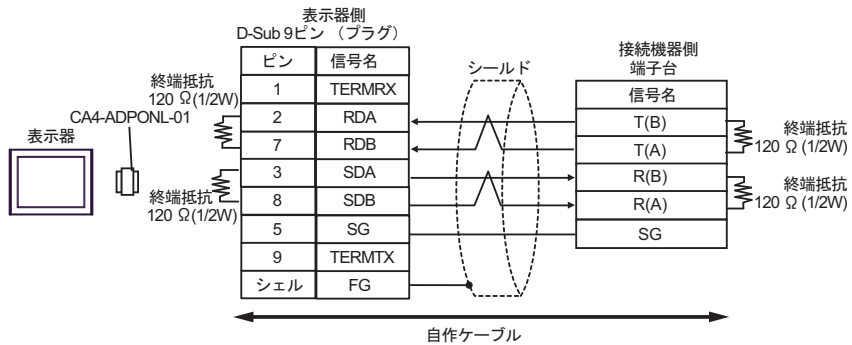 表示器側
D-Sub 9ピン （プラグ）
ピン 信号名
1 TERMRX
2 RDA
7 RDB
3 SDA
8 SDB
5 SG
9 TERMTX
シェル FG
終端抵抗
120 Ω(1/2W)
CA4-ADPONL-01
表示器
終端抵抗
120 Ω(1/2W)
シールド
接続機器側
端子台
信号名
T(B)
T(A)
R(B)
R(A)
SG
終端抵抗
120 Ω (1/2W)
終端抵抗
120 Ω (1/2W)
自作ケーブル